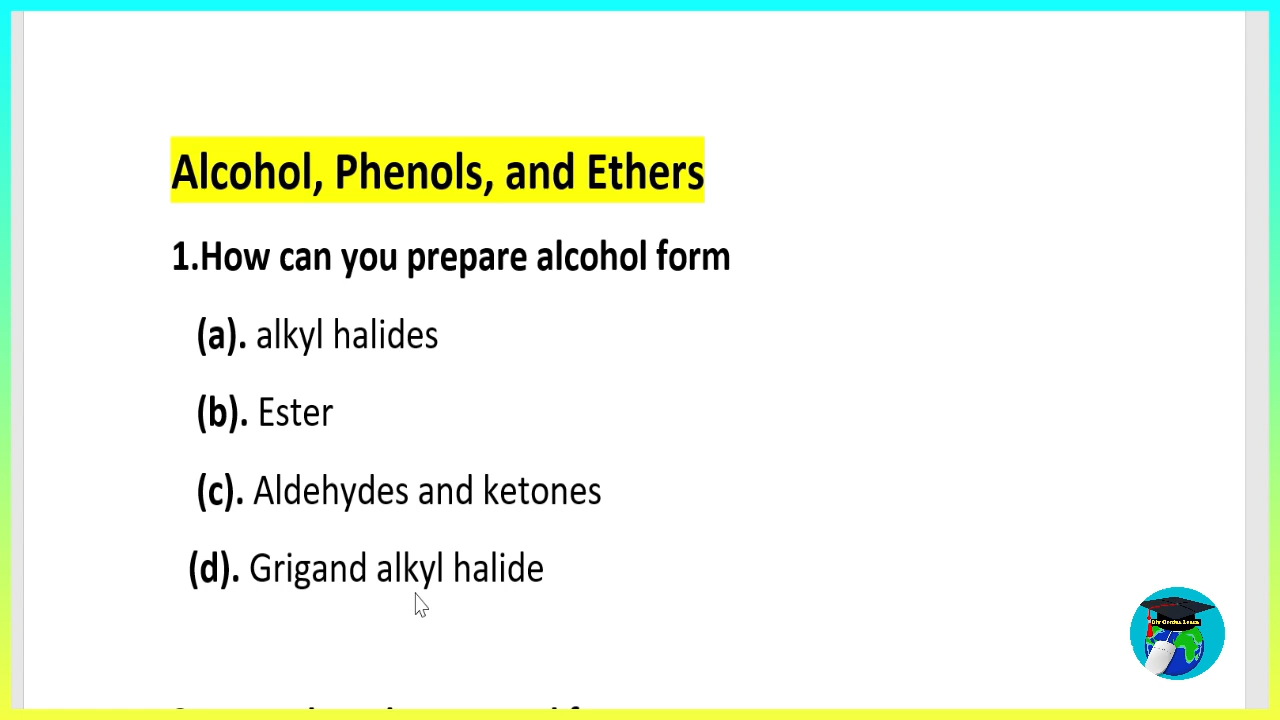 Alcohol, Phenols, and Ethers
1.How can you prepare alcohol form
(a). alkyl halides
(b). Ester
(c). Aldehydes and ketones
(d). Grigand alkyl halide